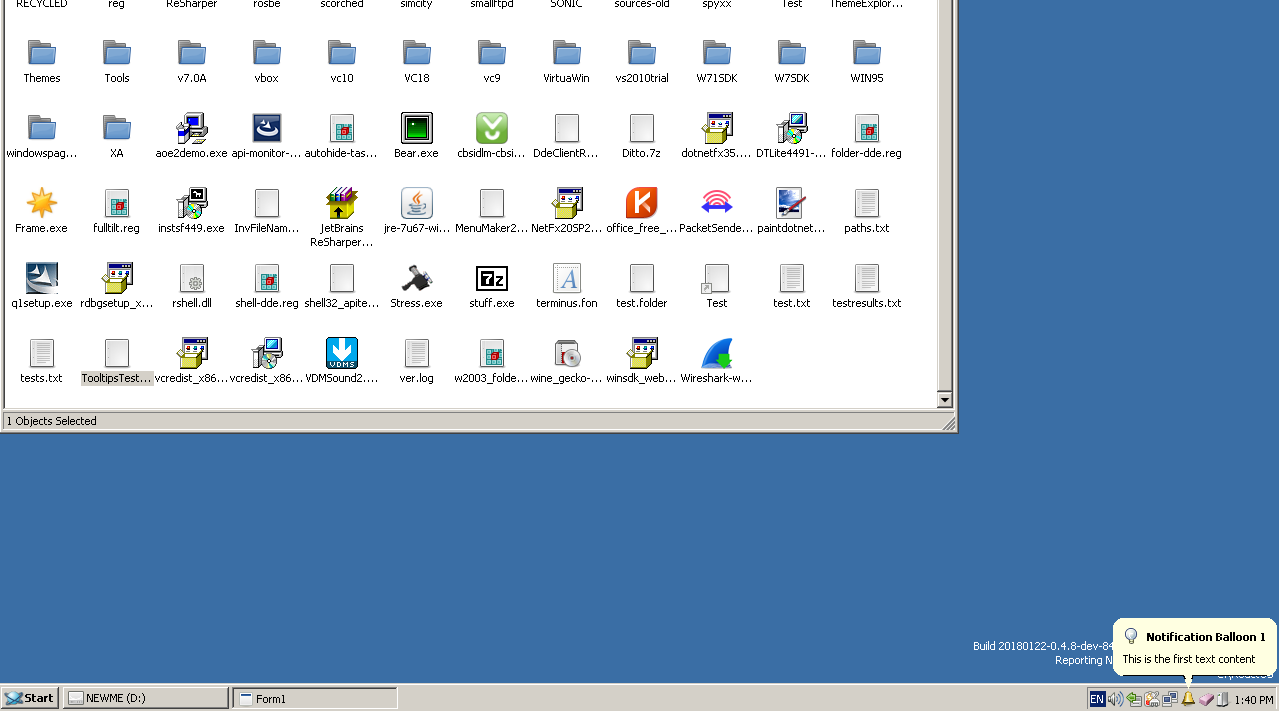 RECYCLED reg ReSharper rosbe scorched simcity smallftpd SONIC sources-old spyxx Test ThemeExplor...
Themes Tools v7.0A vbox vc10 VC18 vc9 VirtuaWin vs2010trial W71SDK W7SDK WIN95
windowspag... XA aoe2demo.exe api-monitor-... autohide-tas... Bear.exe cbsidlm-cbsi... DdeClientR... Ditto.7z dotnetfx35.... DTLite4491-... folder-dde.reg
Frame.exe fulltilt.reg instsf449.exe InvFileNam... JetBrains jre-7u67-wi... MenuMaker2... NetFx20SP2... office_free_... PacketSende... paintdotnet... paths.txt
ReSharper...
q1setup.exe rdbgsetup_x... rshell.dll shell-dde.reg shell32_apite... Stress.exe stuff.exe terminus.fon test.folder Test test.txt testresults.txt
tests.txt TooltipsTest... vcredist_x86... vcredist_x86... VDMSound2.... ver.log w2003_folde... wine_gecko-... winsdk_web... Wireshark-w...
VDMS
7z
1 Objects Selected
Build 20180122-0.4.8-dev-84
Reporting N
Notification Balloon 1
This is the first text content
Start NEWME (D:) Form1 EN 1:40 PM